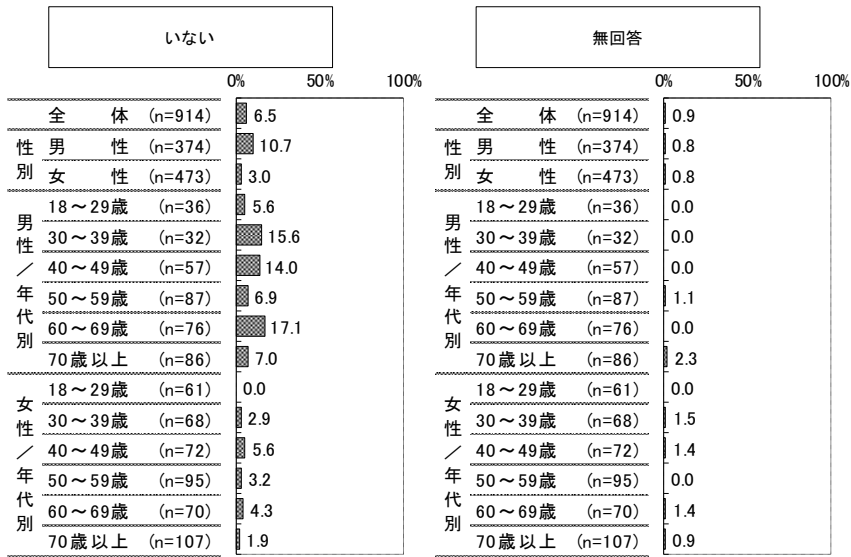 いない
0% 50% 100%
全体 (n=914) 6.5
性別
男性 (n=374) 10.7
女性 (n=473) 3.0
男性／年代別
18～29歳 (n=36) 5.6
30～39歳 (n=32) 15.6
40～49歳 (n=57) 14.0
50～59歳 (n=87) 6.9
60～69歳 (n=76) 17.1
70歳以上 (n=86) 7.0
女性／年代別
18～29歳 (n=61) 0.0
30～39歳 (n=68) 2.9
40～49歳 (n=72) 5.6
50～59歳 (n=95) 3.2
60～69歳 (n=70) 4.3
70歳以上 (n=107) 1.9
無回答
0% 50% 100%
全体 (n=914) 0.9
性別
男性 (n=374) 0.8
女性 (n=473) 0.8
男性／年代別
18～29歳 (n=36) 0.0
30～39歳 (n=32) 0.0
40～49歳 (n=57) 0.0
50～59歳 (n=87) 1.1
60～69歳 (n=76) 0.0
70歳以上 (n=86) 2.3
女性／年代別
18～29歳 (n=61) 0.0
30～39歳 (n=68) 1.5
40～49歳 (n=72) 1.4
50～59歳 (n=95) 0.0
60～69歳 (n=70) 1.4
70歳以上 (n=107) 0.9